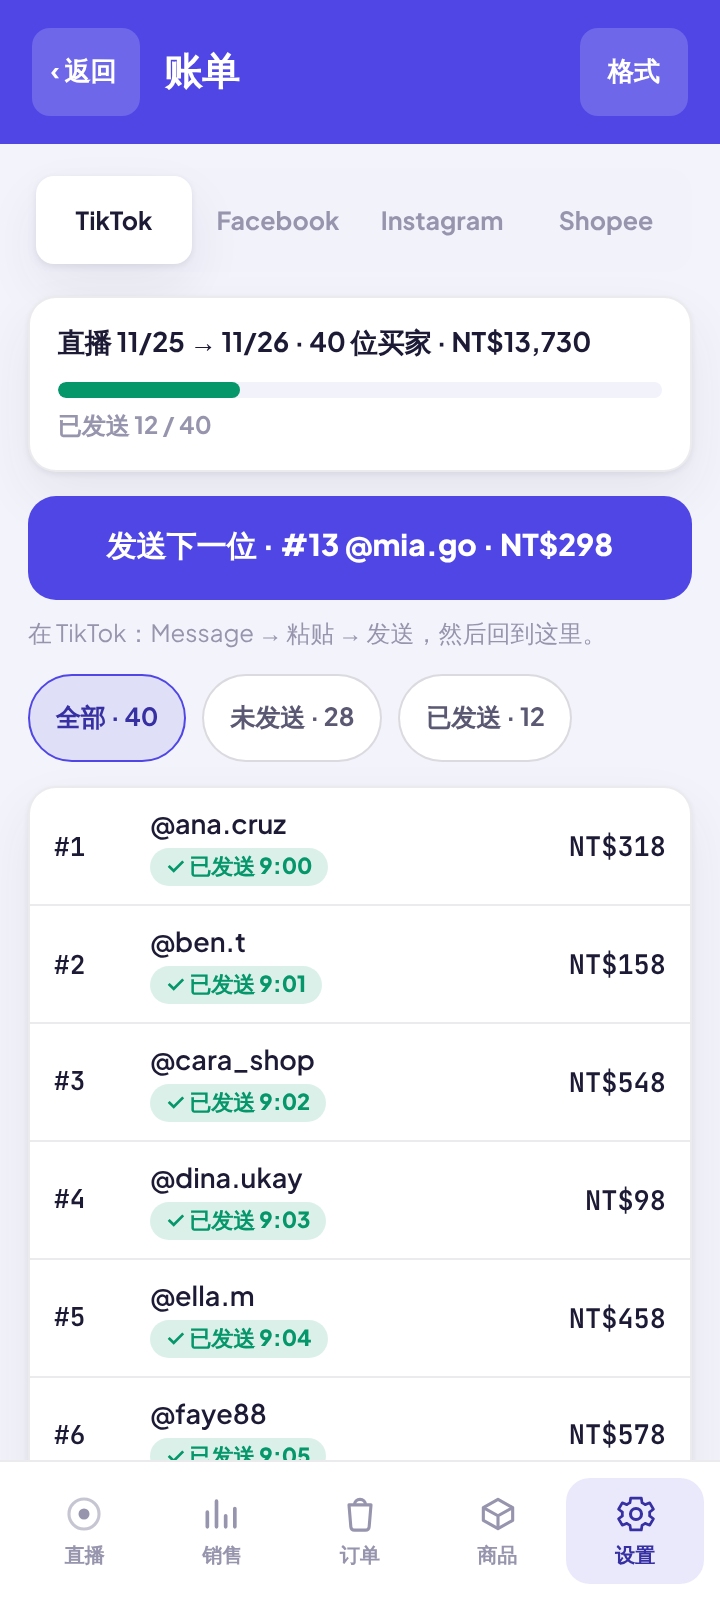 ‹ 返回
账单
格式
TikTok
Facebook
Instagram
Shopee
直播 11/25 → 11/26 · 40 位买家 · NT$13,730
已发送 12 / 40
发送下一位 · #13 @mia.go · NT$298
在 TikTok：Message → 粘贴 → 发送，然后回到这里。
全部 · 40
未发送 · 28
已发送 · 12
#1
@ana.cruz
✓ 已发送 9:00
NT$318
#2
@ben.t
✓ 已发送 9:01
NT$158
#3
@cara_shop
✓ 已发送 9:02
NT$548
#4
@dina.ukay
✓ 已发送 9:03
NT$98
#5
@ella.m
✓ 已发送 9:04
NT$458
#6
@faye88
✓ 已发送 9:05
NT$578
直播
销售
订单
商品
设置